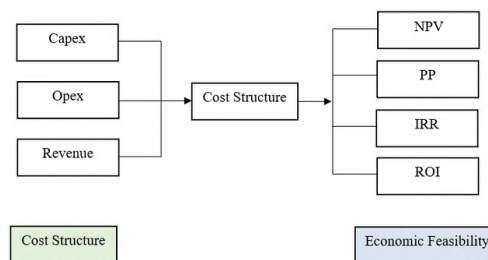 Capex
Opex
Revenue
Cost Structure
NPV
PP
IRR
ROI
Cost Structure
Economic Feasibility